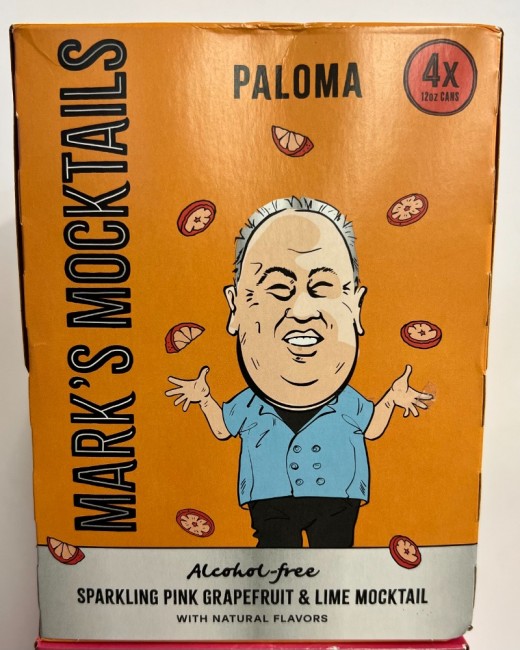 MARK'S MOCKTAILS
PALOMA
4x
12oz CANS
Alcohol-free
SPARKLING PINK GRAPEFRUIT & LIME MOCKTAIL
WITH NATURAL FLAVORS